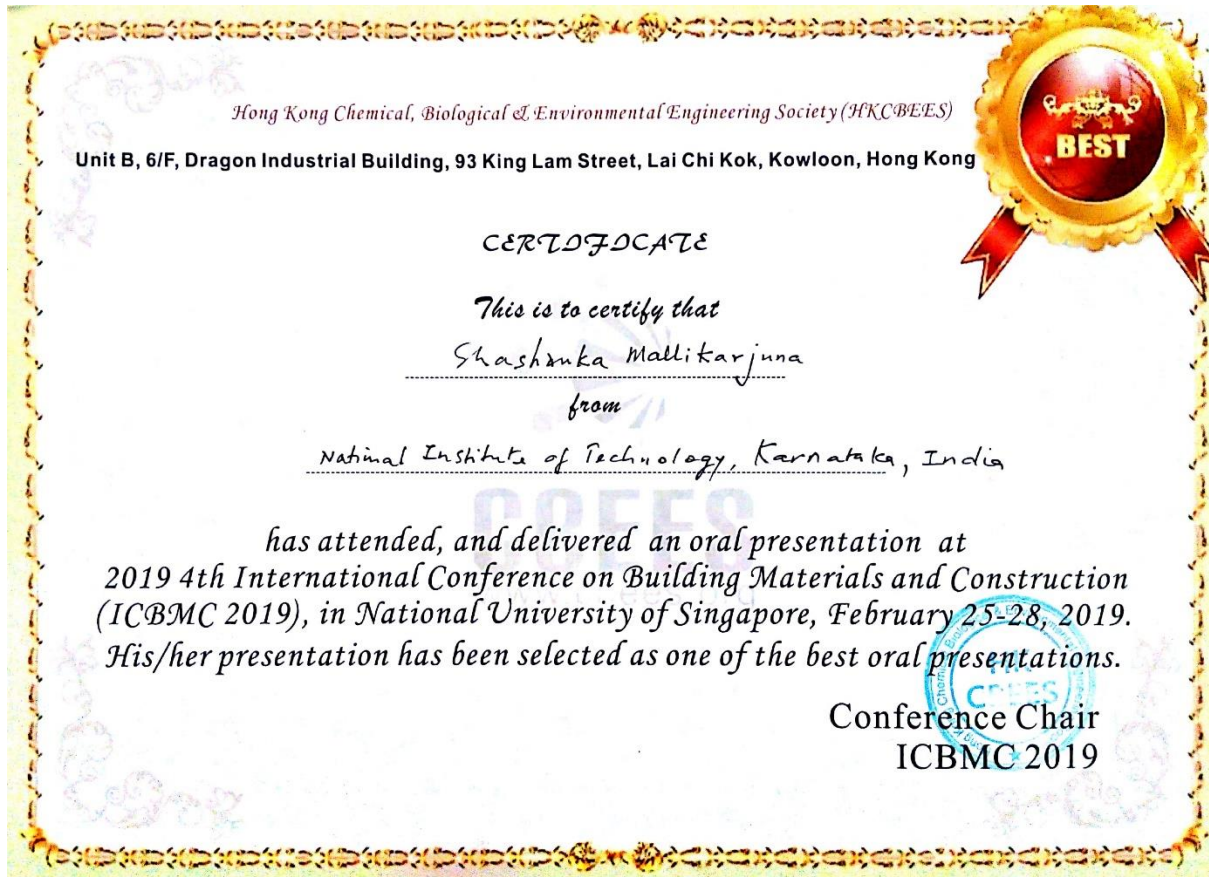 Hong Kong Chemical, Biological & Environmental Engineering Society (HKCBEES)
BEST
Unit B, 6/F, Dragon Industrial Building, 93 King Lam Street, Lai Chi Kok, Kowloon, Hong Kong
CERTIFICATE
This is to certify that
Shashanka Mallikarjuna
from
National Institute of Technology, Karnataka, India
has attended, and delivered an oral presentation at
2019 4th International Conference on Building Materials and Construction
(ICBMC 2019), in National University of Singapore, February 25-28, 2019.
His/her presentation has been selected as one of the best oral presentations.
HK
CBEES
Conference Chair
ICBMC 2019